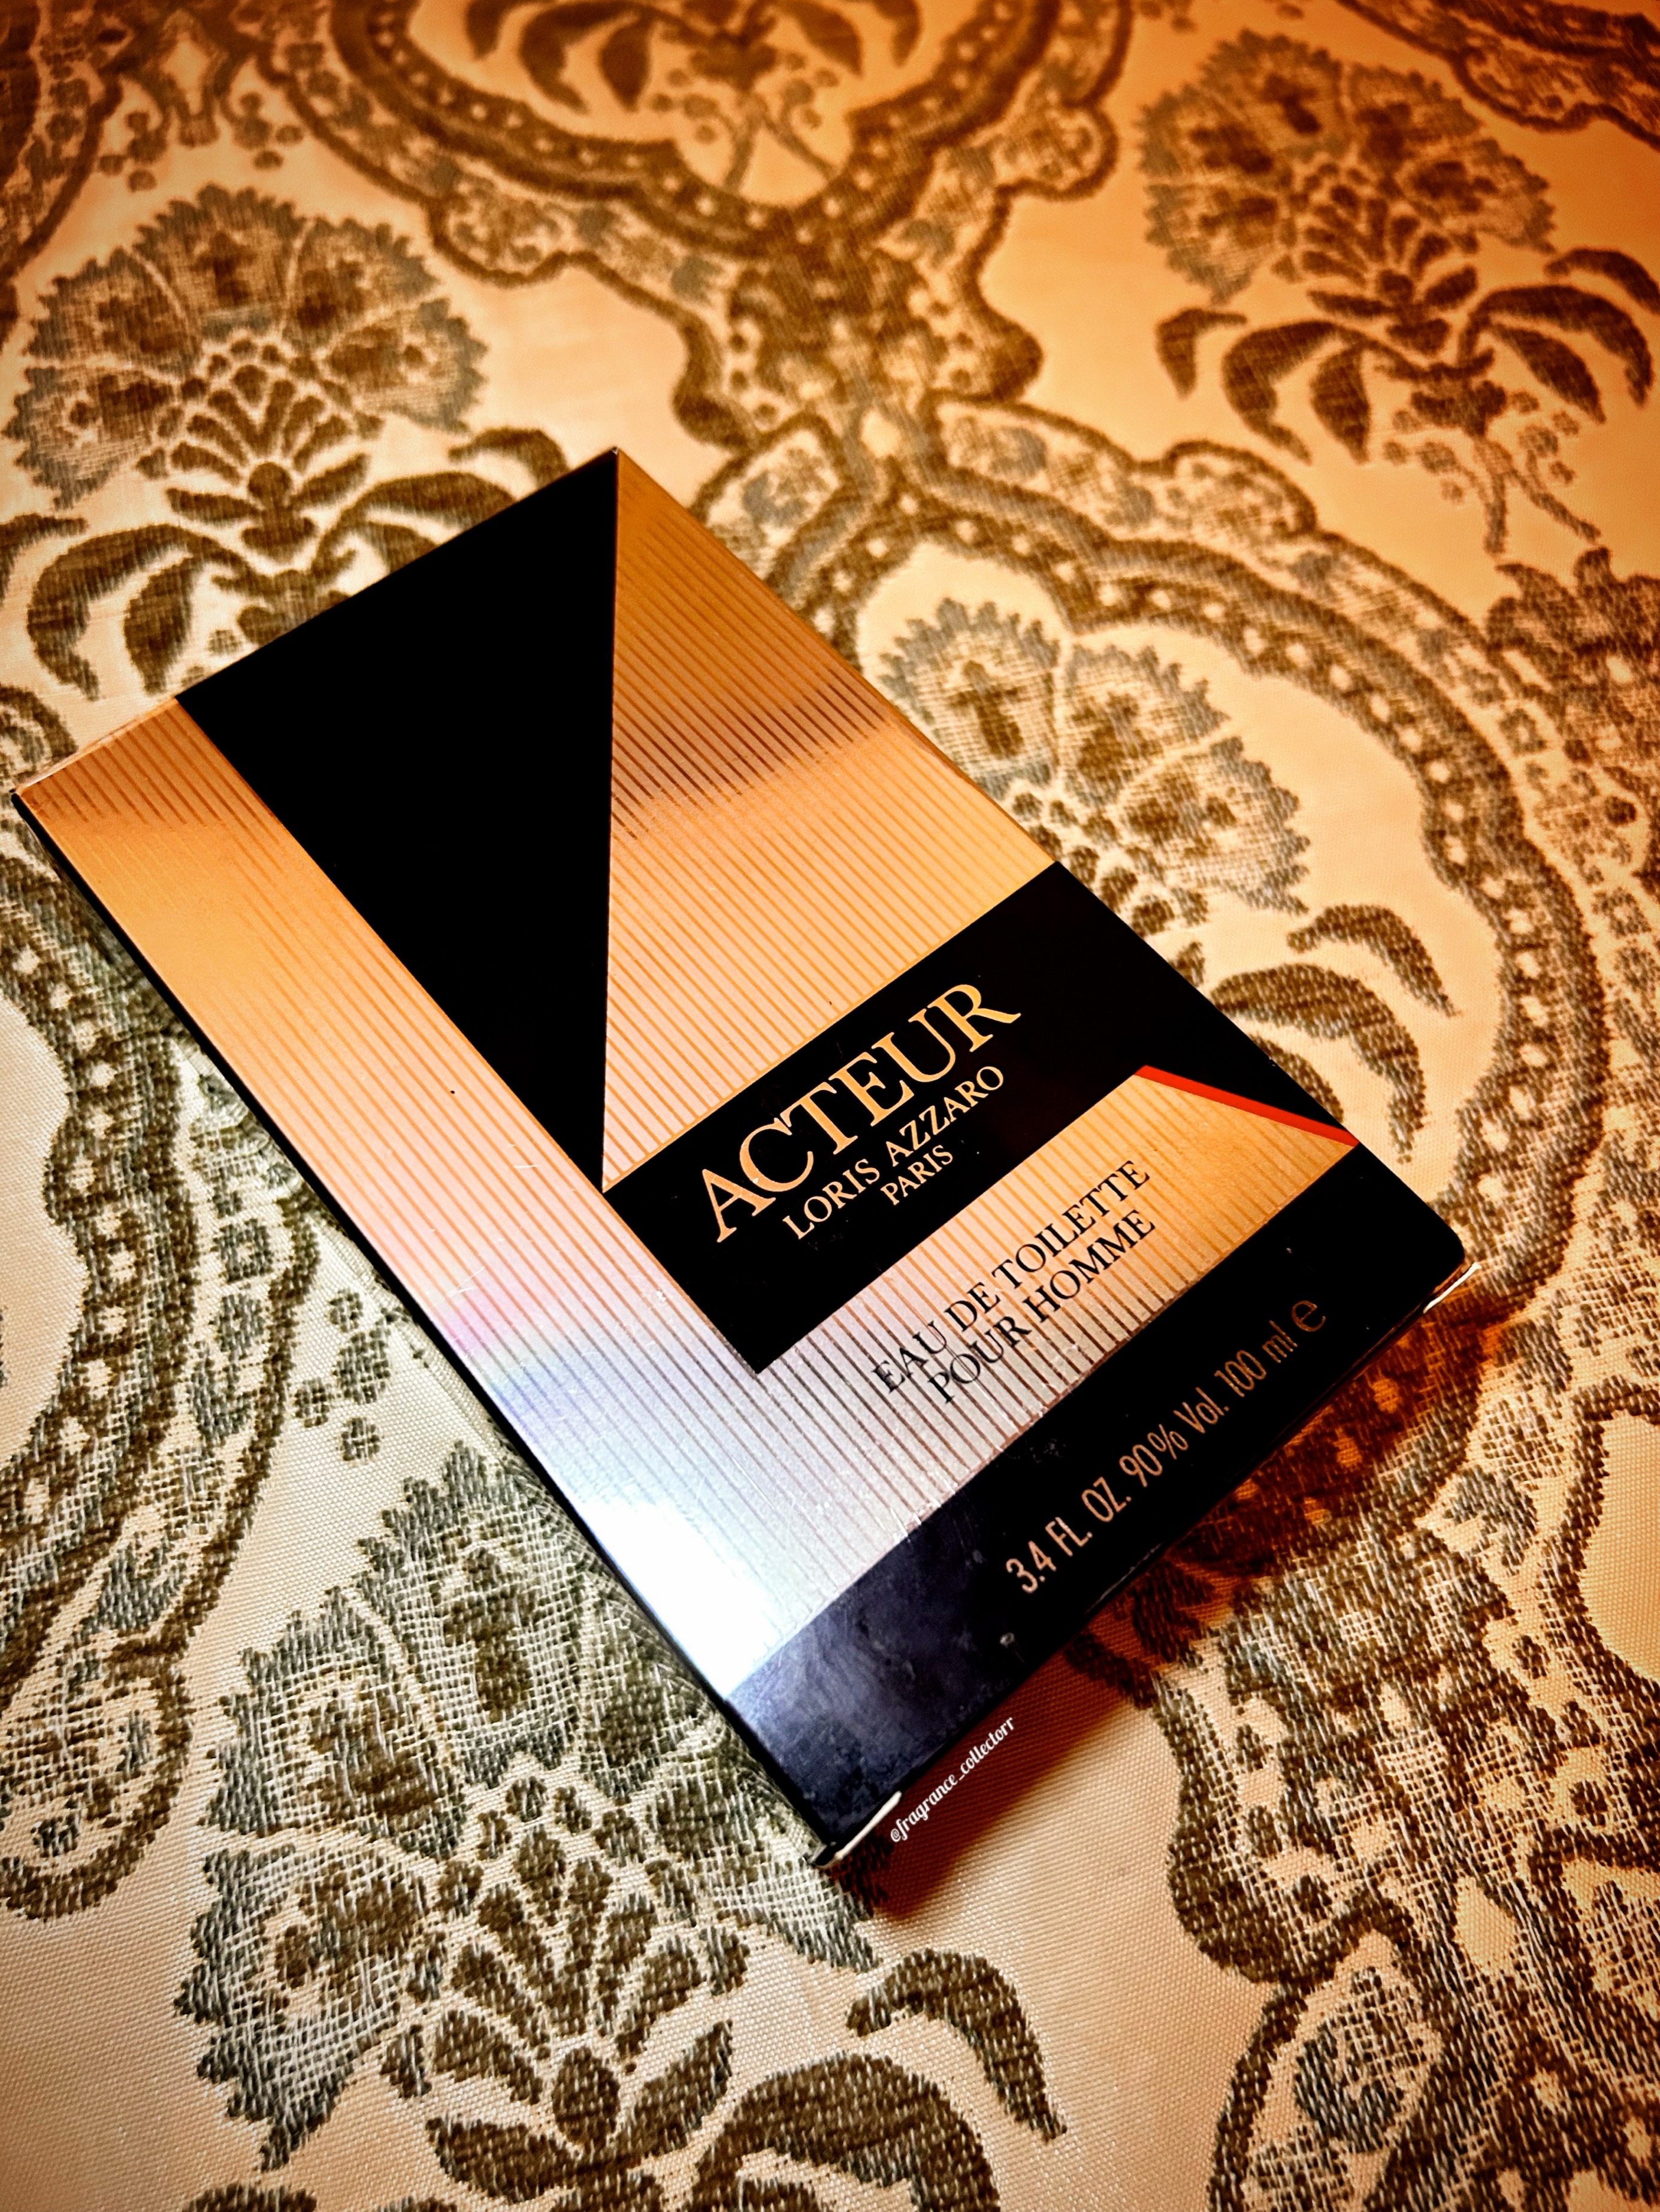 ACTEUR
LORIS AZZARO
PARIS
EAU DE TOILETTE
POUR HOMME
3.4 FL. OZ. 90% Vol. 100 ml e
@fragrance_collectorr